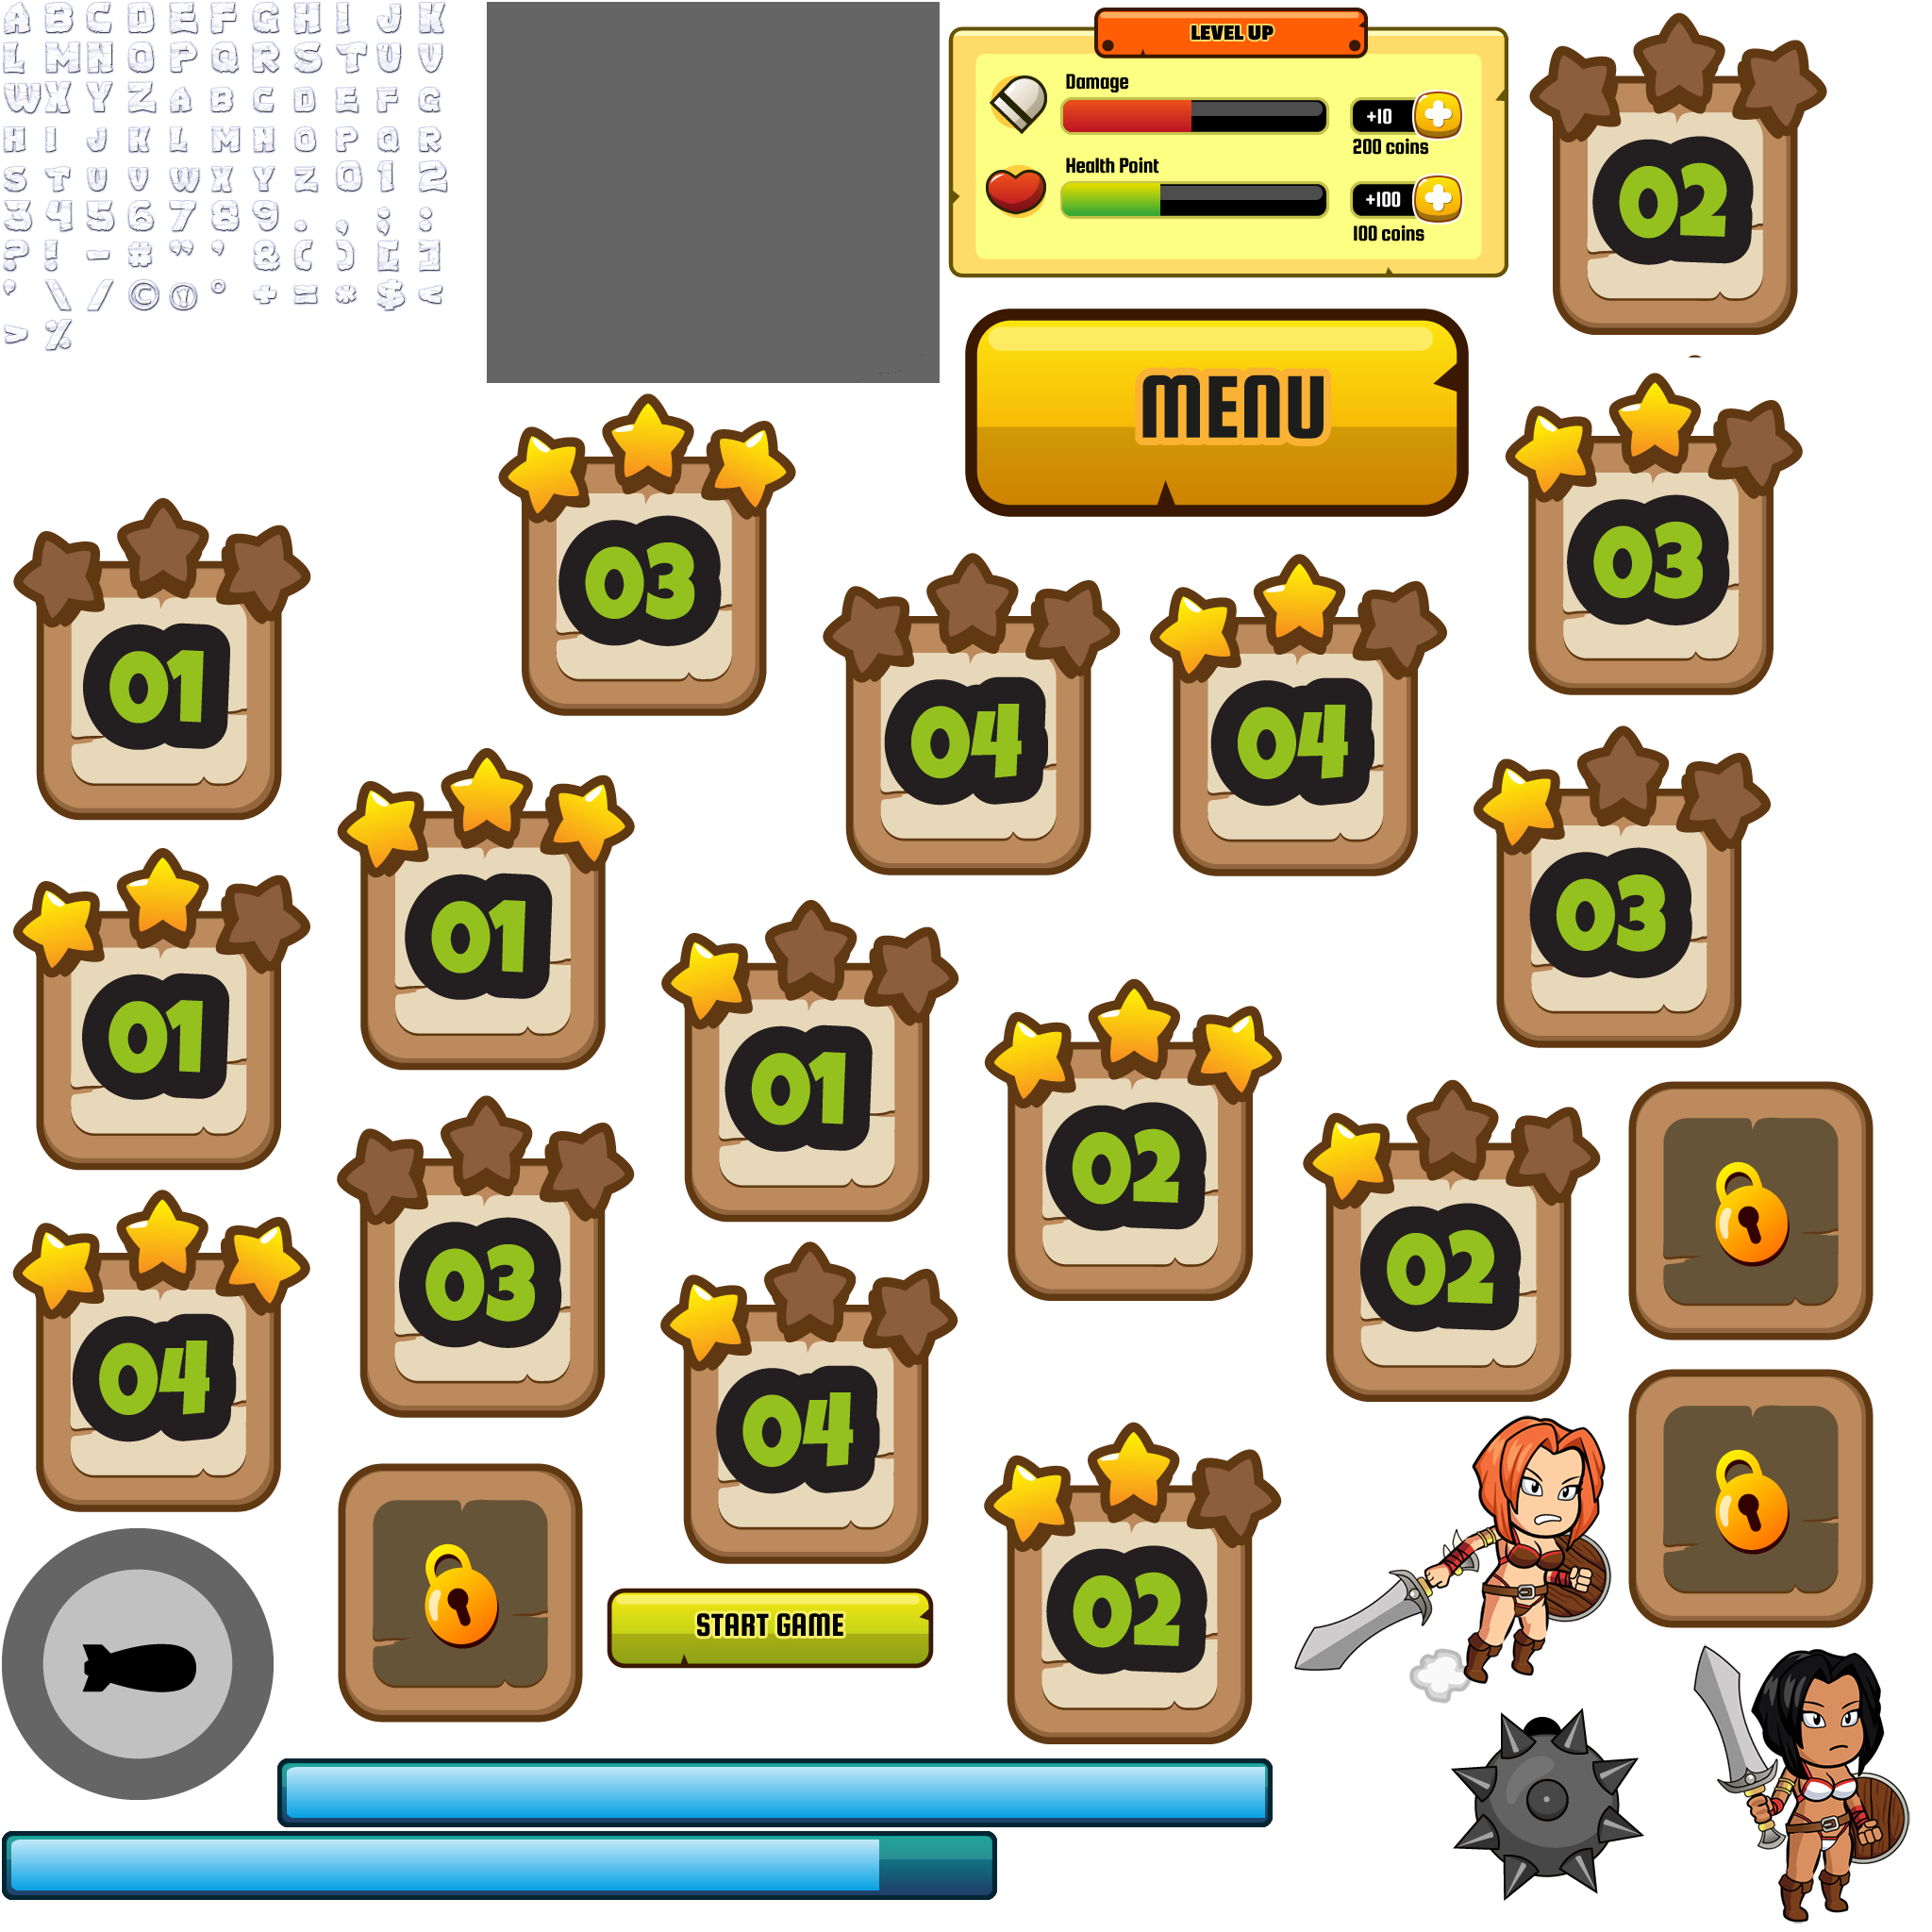 A B C D E F G H I J K
L M N O P Q R S T U V
W X Y Z A B C D E F G
H I J K L M N O P Q R
S T U V W X Y Z 0 1 2
3 4 5 6 7 8 9 . , ; :
? ! - # " ' & ( ) [ ]
' \ / © ® ° + = * $ <
> %
LEVEL UP
Damage
+10
200 coins
Health Point
+100
100 coins
02
MENU
03
03
01
04
04
01
03
01
01
02
03
02
04
04
02
START GAME